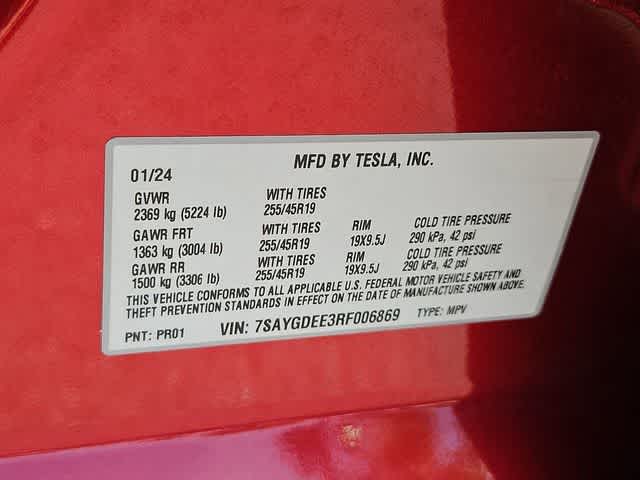 MFD BY TESLA, INC.
01/24
GVWR WITH TIRES
2369 kg (5224 lb) 255/45R19
GAWR FRT WITH TIRES RIM COLD TIRE PRESSURE
1363 kg (3004 lb) 255/45R19 19X9.5J 290 kPa, 42 psi
GAWR RR WITH TIRES RIM COLD TIRE PRESSURE
1500 kg (3306 lb) 255/45R19 19X9.5J 290 kPa, 42 psi
THIS VEHICLE CONFORMS TO ALL APPLICABLE U.S. FEDERAL MOTOR VEHICLE SAFETY AND
THEFT PREVENTION STANDARDS IN EFFECT ON THE DATE OF MANUFACTURE SHOWN ABOVE.
PNT: PR01 VIN: 7SAYGDEE3RF006869 TYPE: MPV